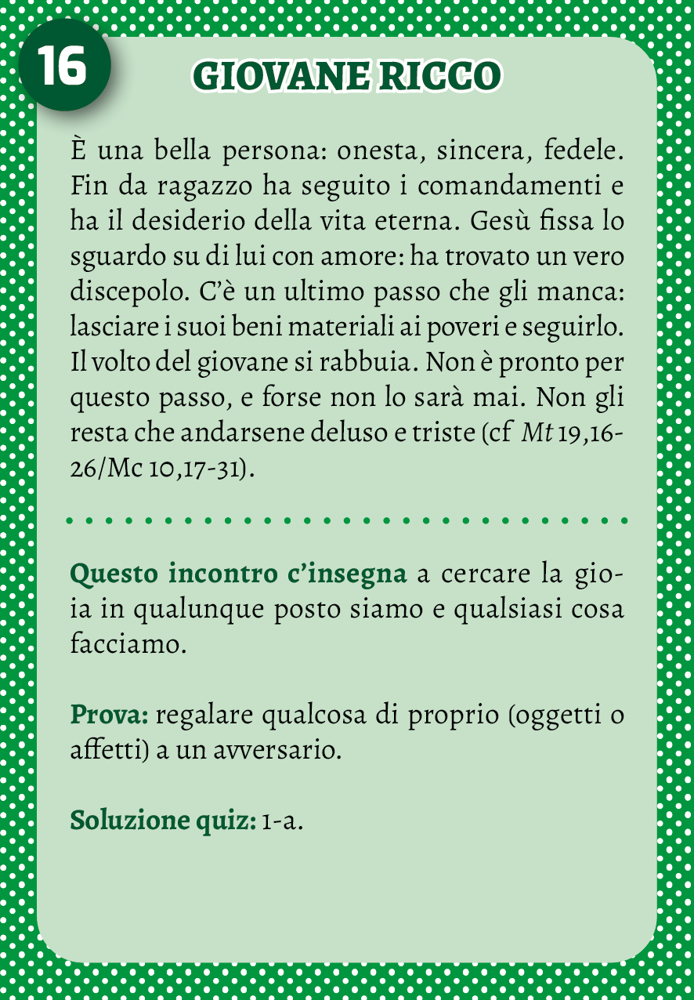 16
GIOVANE RICCO
È una bella persona: onesta, sincera, fedele.
Fin da ragazzo ha seguito i comandamenti e
ha il desiderio della vita eterna. Gesù fissa lo
sguardo su di lui con amore: ha trovato un vero
discepolo. C’è un ultimo passo che gli manca:
lasciare i suoi beni materiali ai poveri e seguirlo.
Il volto del giovane si rabbuia. Non è pronto per
questo passo, e forse non lo sarà mai. Non gli
resta che andarsene deluso e triste (cf Mt 19,16-
26/Mc 10,17-31).
Questo incontro c’insegna a cercare la gio-
ia in qualunque posto siamo e qualsiasi cosa
facciamo.
Prova: regalare qualcosa di proprio (oggetti o
affetti) a un avversario.
Soluzione quiz: 1-a.